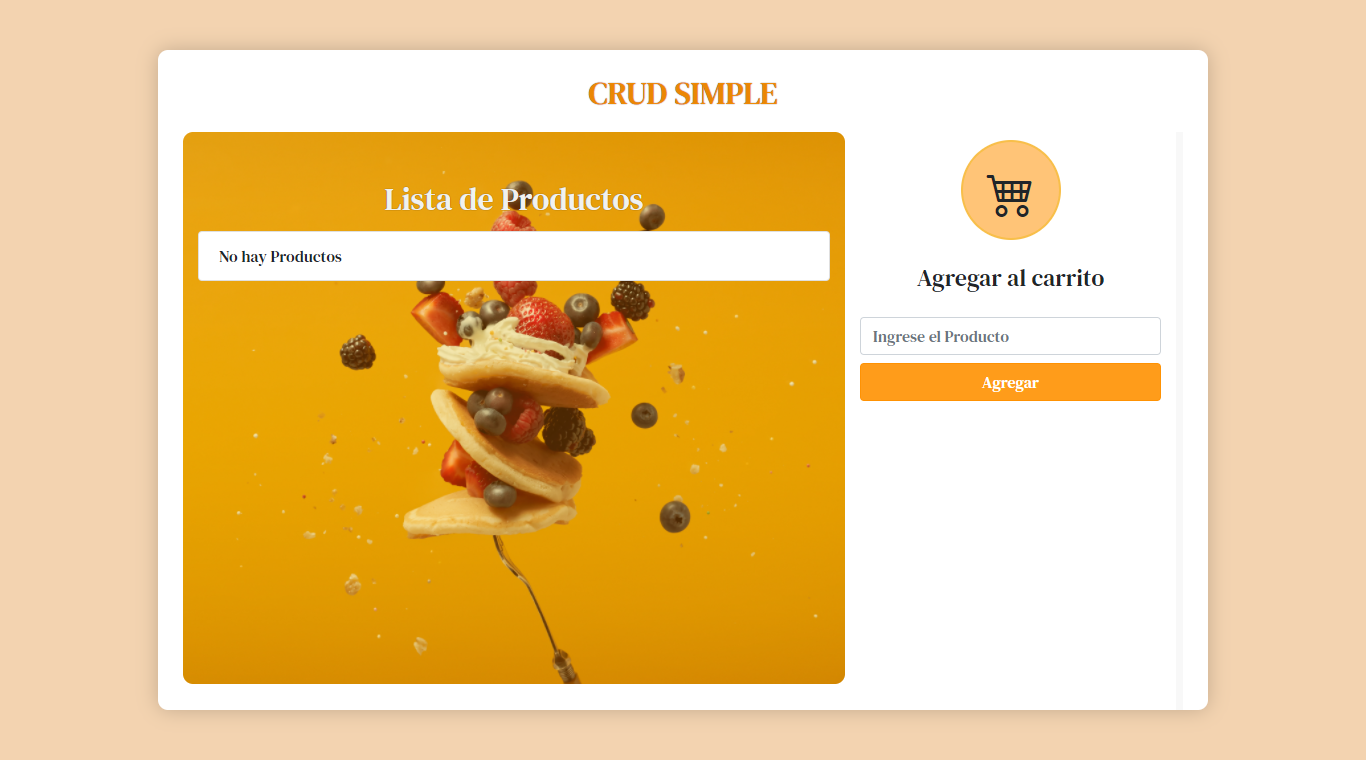 CRUD SIMPLE
Lista de Productos
No hay Productos
Agregar al carrito
Ingrese el Producto
Agregar